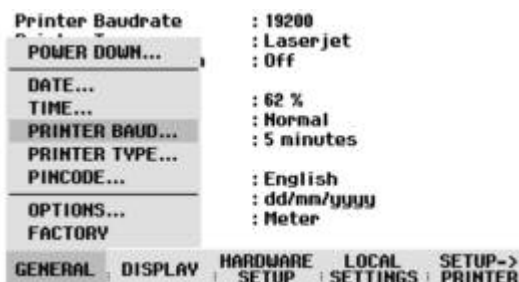 Printer Baudrate : 19200
: Laserjet
: Off
POWER DOWN...
DATE...
TIME...
PRINTER BAUD...
PRINTER TYPE...
PINCODE...
OPTIONS...
FACTORY
: 62 %
: Normal
: 5 minutes
: English
: dd/mm/yyyy
: Meter
GENERAL DISPLAY HARDWARE SETUP LOCAL SETTINGS SETUP-> PRINTER